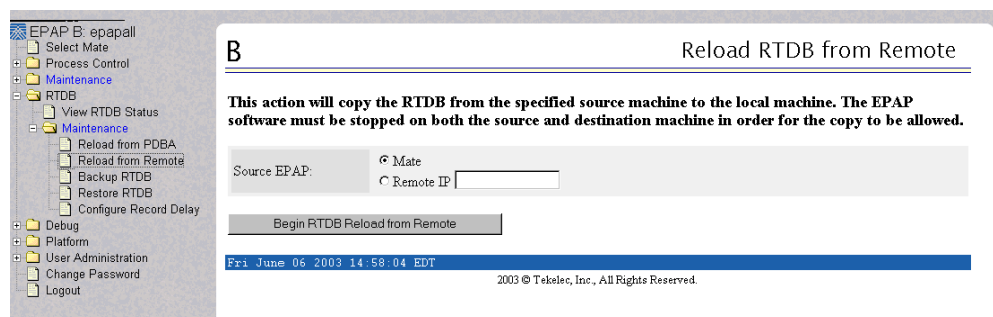 EPAP B: epapall
Select Mate
Process Control
Maintenance
RTDB
View RTDB Status
Maintenance
Reload from PDBA
Reload from Remote
Backup RTDB
Restore RTDB
Configure Record Delay
Debug
Platform
User Administration
Change Password
Logout
B
Reload RTDB from Remote
This action will copy the RTDB from the specified source machine to the local machine. The EPAP
software must be stopped on both the source and destination machine in order for the copy to be allowed.
Source EPAP:
Mate
Remote IP
Begin RTDB Reload from Remote
Fri June 06 2003 14:58:04 EDT
2003 © Tekelec, Inc., All Rights Reserved.